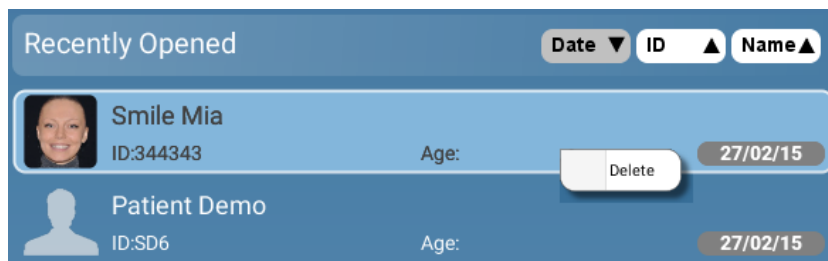 Recently Opened Date ▼ ID ▲ Name▲
Smile Mia
ID:344343 Age: 27/02/15
Delete
Patient Demo
ID:SD6 Age: 27/02/15